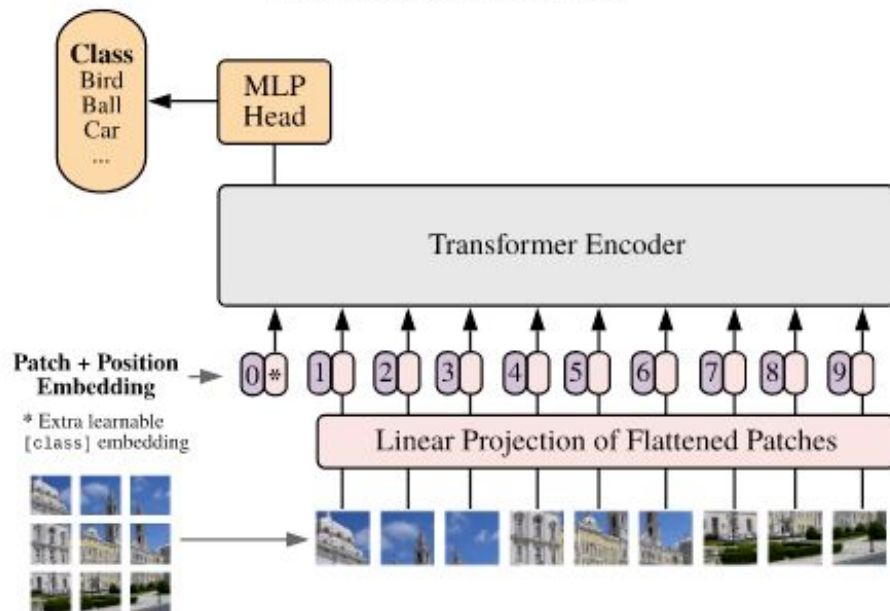 Class
Bird
Ball
Car
...
MLP
Head
Transformer Encoder
Patch + Position
Embedding
0 * 1 2 3 4 5 6 7 8 9
* Extra learnable
[class] embedding
Linear Projection of Flattened Patches